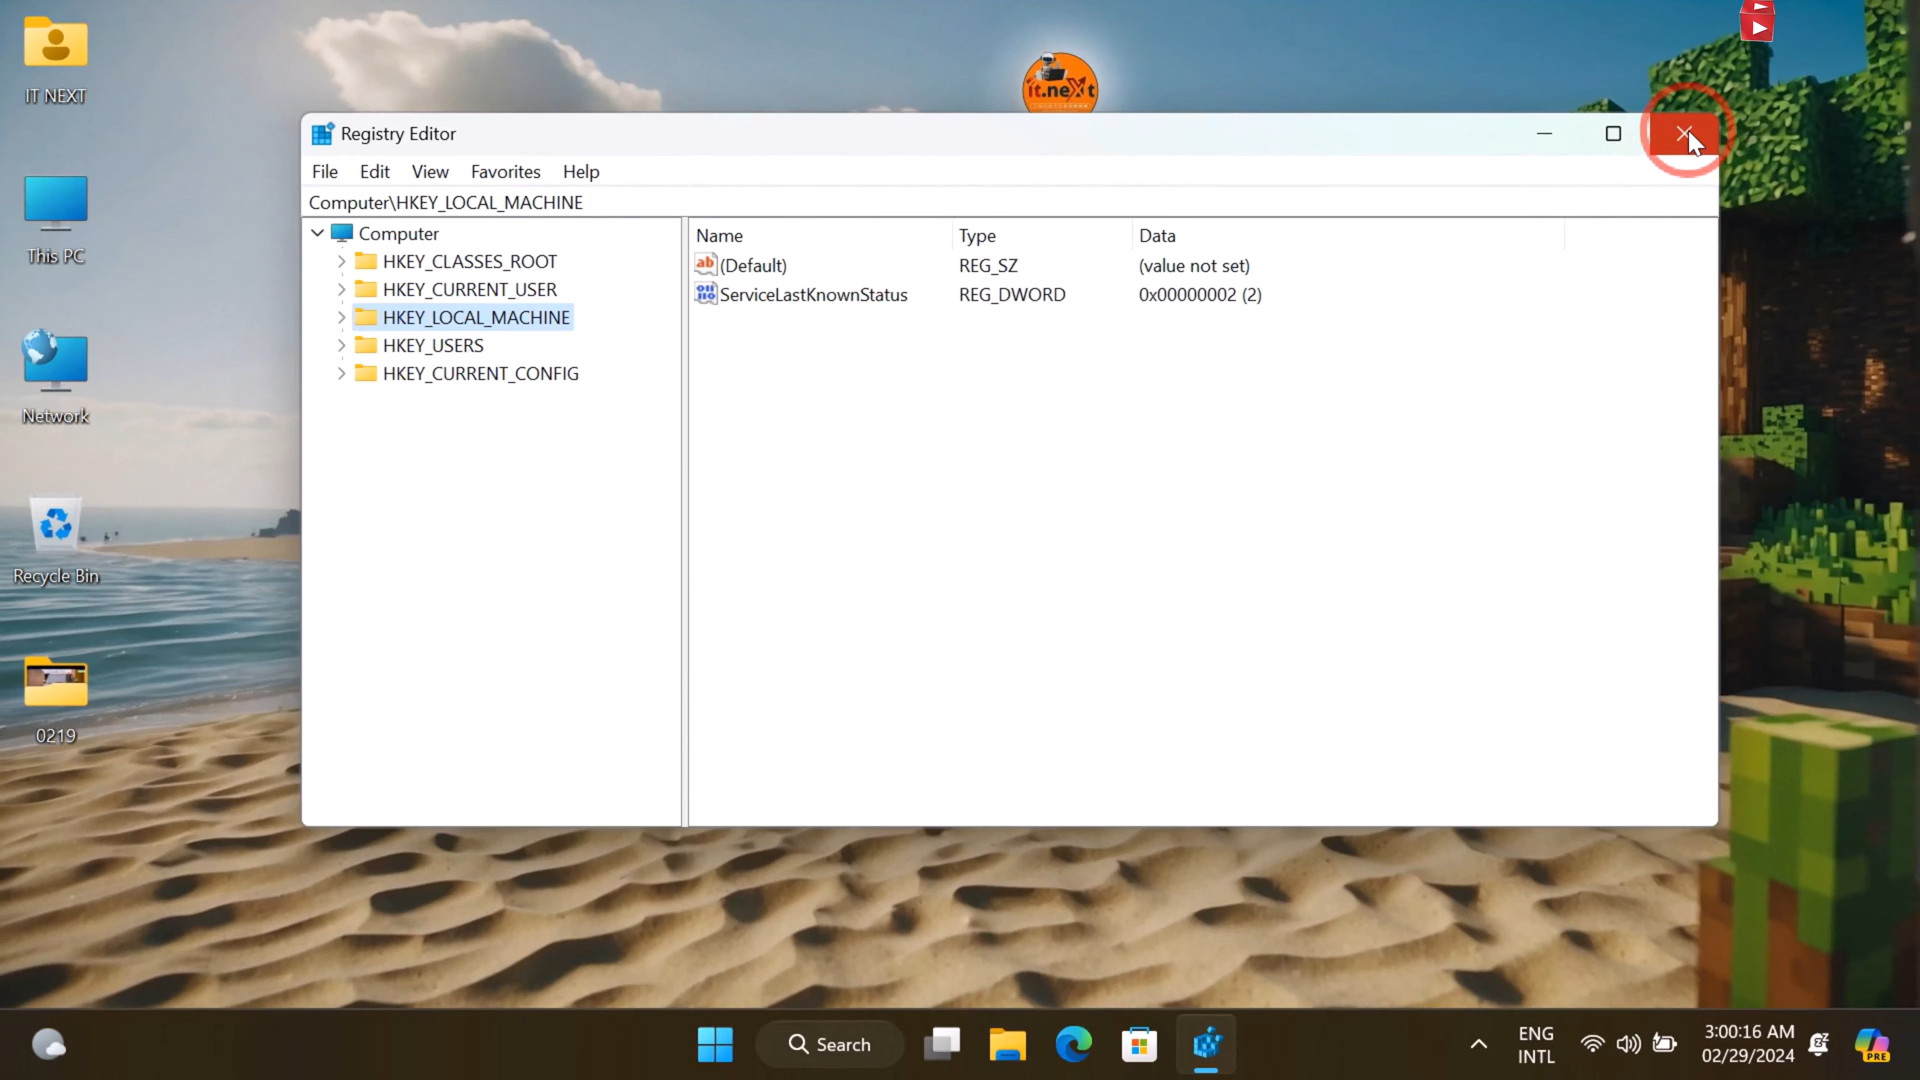 IT NEXT
This PC
Network
Recycle Bin
0219
it.neXt
Registry Editor
File Edit View Favorites Help
Computer\HKEY_LOCAL_MACHINE
Computer
HKEY_CLASSES_ROOT
HKEY_CURRENT_USER
HKEY_LOCAL_MACHINE
HKEY_USERS
HKEY_CURRENT_CONFIG
Name Type Data
ab (Default) REG_SZ (value not set)
ServiceLastKnownStatus REG_DWORD 0x00000002 (2)
Search
ENG
INTL
3:00:16 AM
02/29/2024
PRE